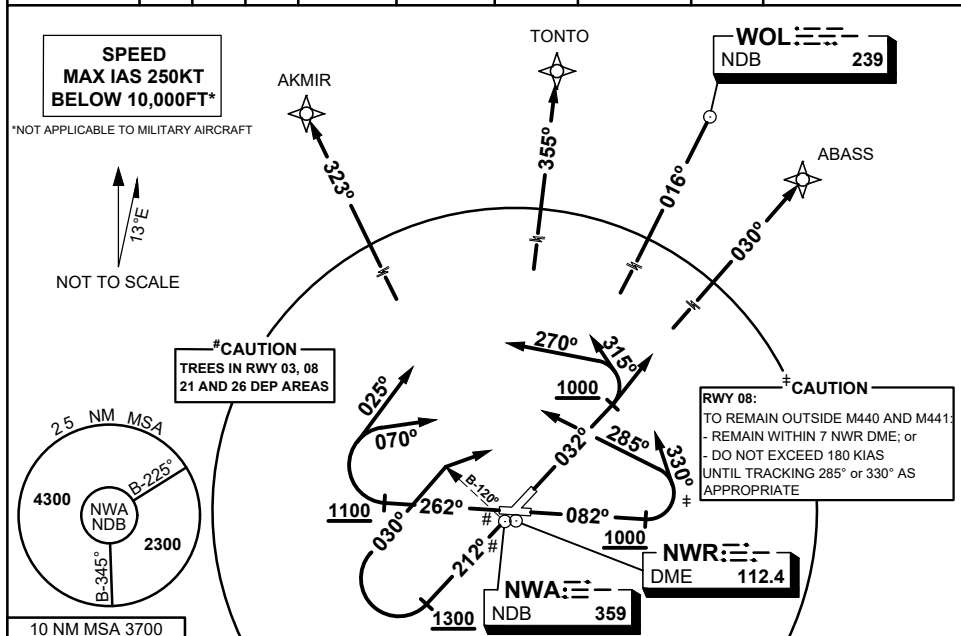 SPEED
MAX IAS 250KT
BELOW 10,000FT*
*NOT APPLICABLE TO MILITARY AIRCRAFT
AKMIR
TONTO
WOL
NDB 239
ABASS
323°
355°
016°
030°
13°E
NOT TO SCALE
#CAUTION
TREES IN RWY 03, 08
21 AND 26 DEP AREAS
‡CAUTION
RWY 08:
TO REMAIN OUTSIDE M440 AND M441:
- REMAIN WITHIN 7 NWR DME; or
- DO NOT EXCEED 180 KIAS
UNTIL TRACKING 285° or 330° AS
APPROPRIATE
270°
315°
1000
025°
070°
032°
285°
330°
‡
1100
262°
B-120°
#
082°
1000
030°
#
212°
1300
NWR
DME 112.4
NWA
NDB 359
25 NM MSA
B-225°
4300
NWA
NDB
2300
B-345°
10 NM MSA 3700